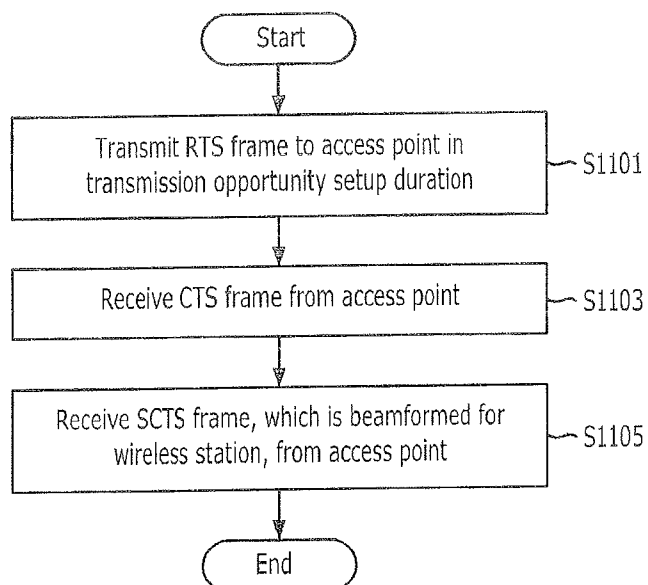 Start
Transmit RTS frame to access point in
transmission opportunity setup duration
S1101
Receive CTS frame from access point
S1103
Receive SCTS frame, which is beamformed for
wireless station, from access point
S1105
End